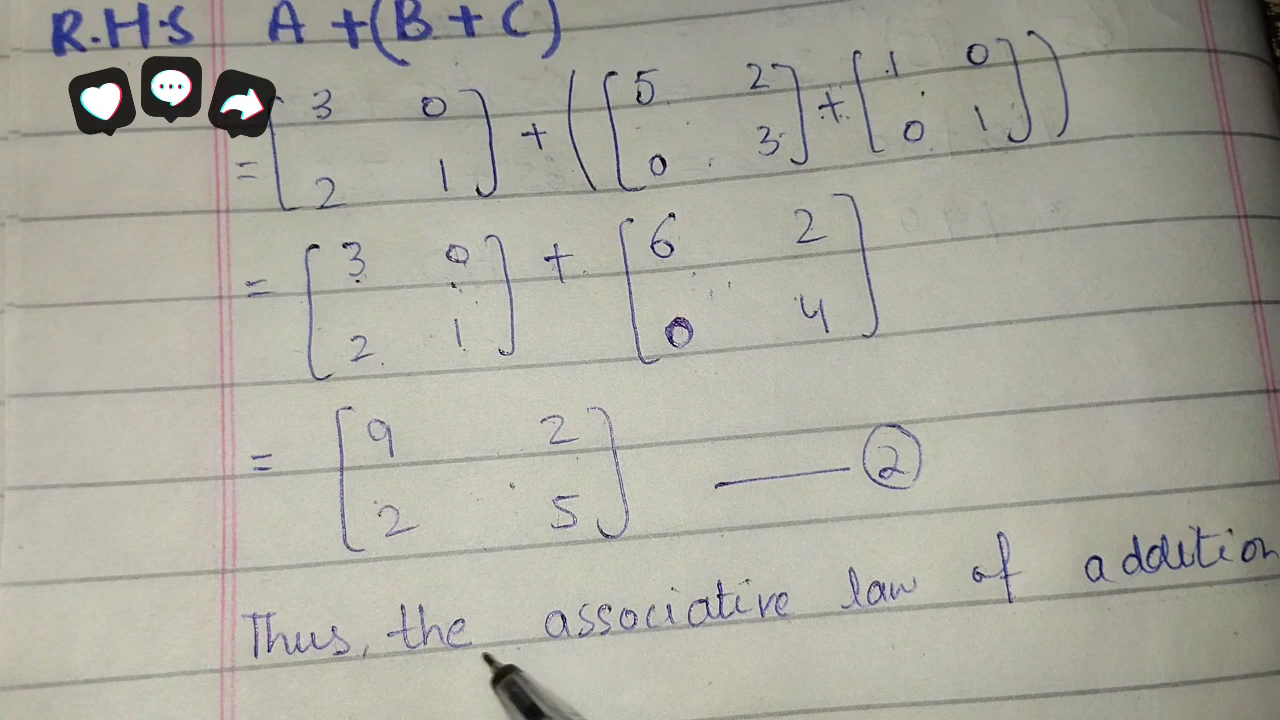 R.H.S A + (B + C)
= [3 0 2 1] + ([5 2 0 3] + [1 0 0 1])
= [3 0 2 1] + [6 2 0 4]
= [9 2 2 5] —— ②
Thus, the associative law of addition